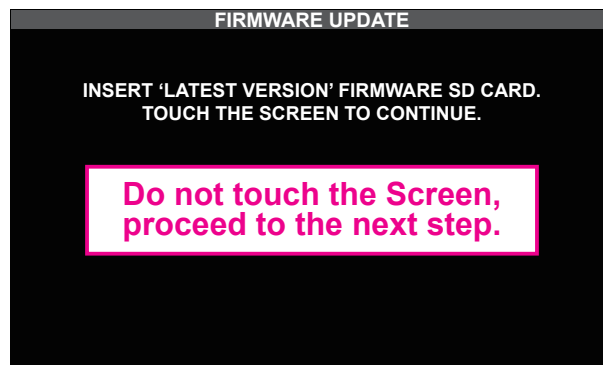 FIRMWARE UPDATE
INSERT ‘LATEST VERSION’ FIRMWARE SD CARD.
TOUCH THE SCREEN TO CONTINUE.
Do not touch the Screen,
proceed to the next step.